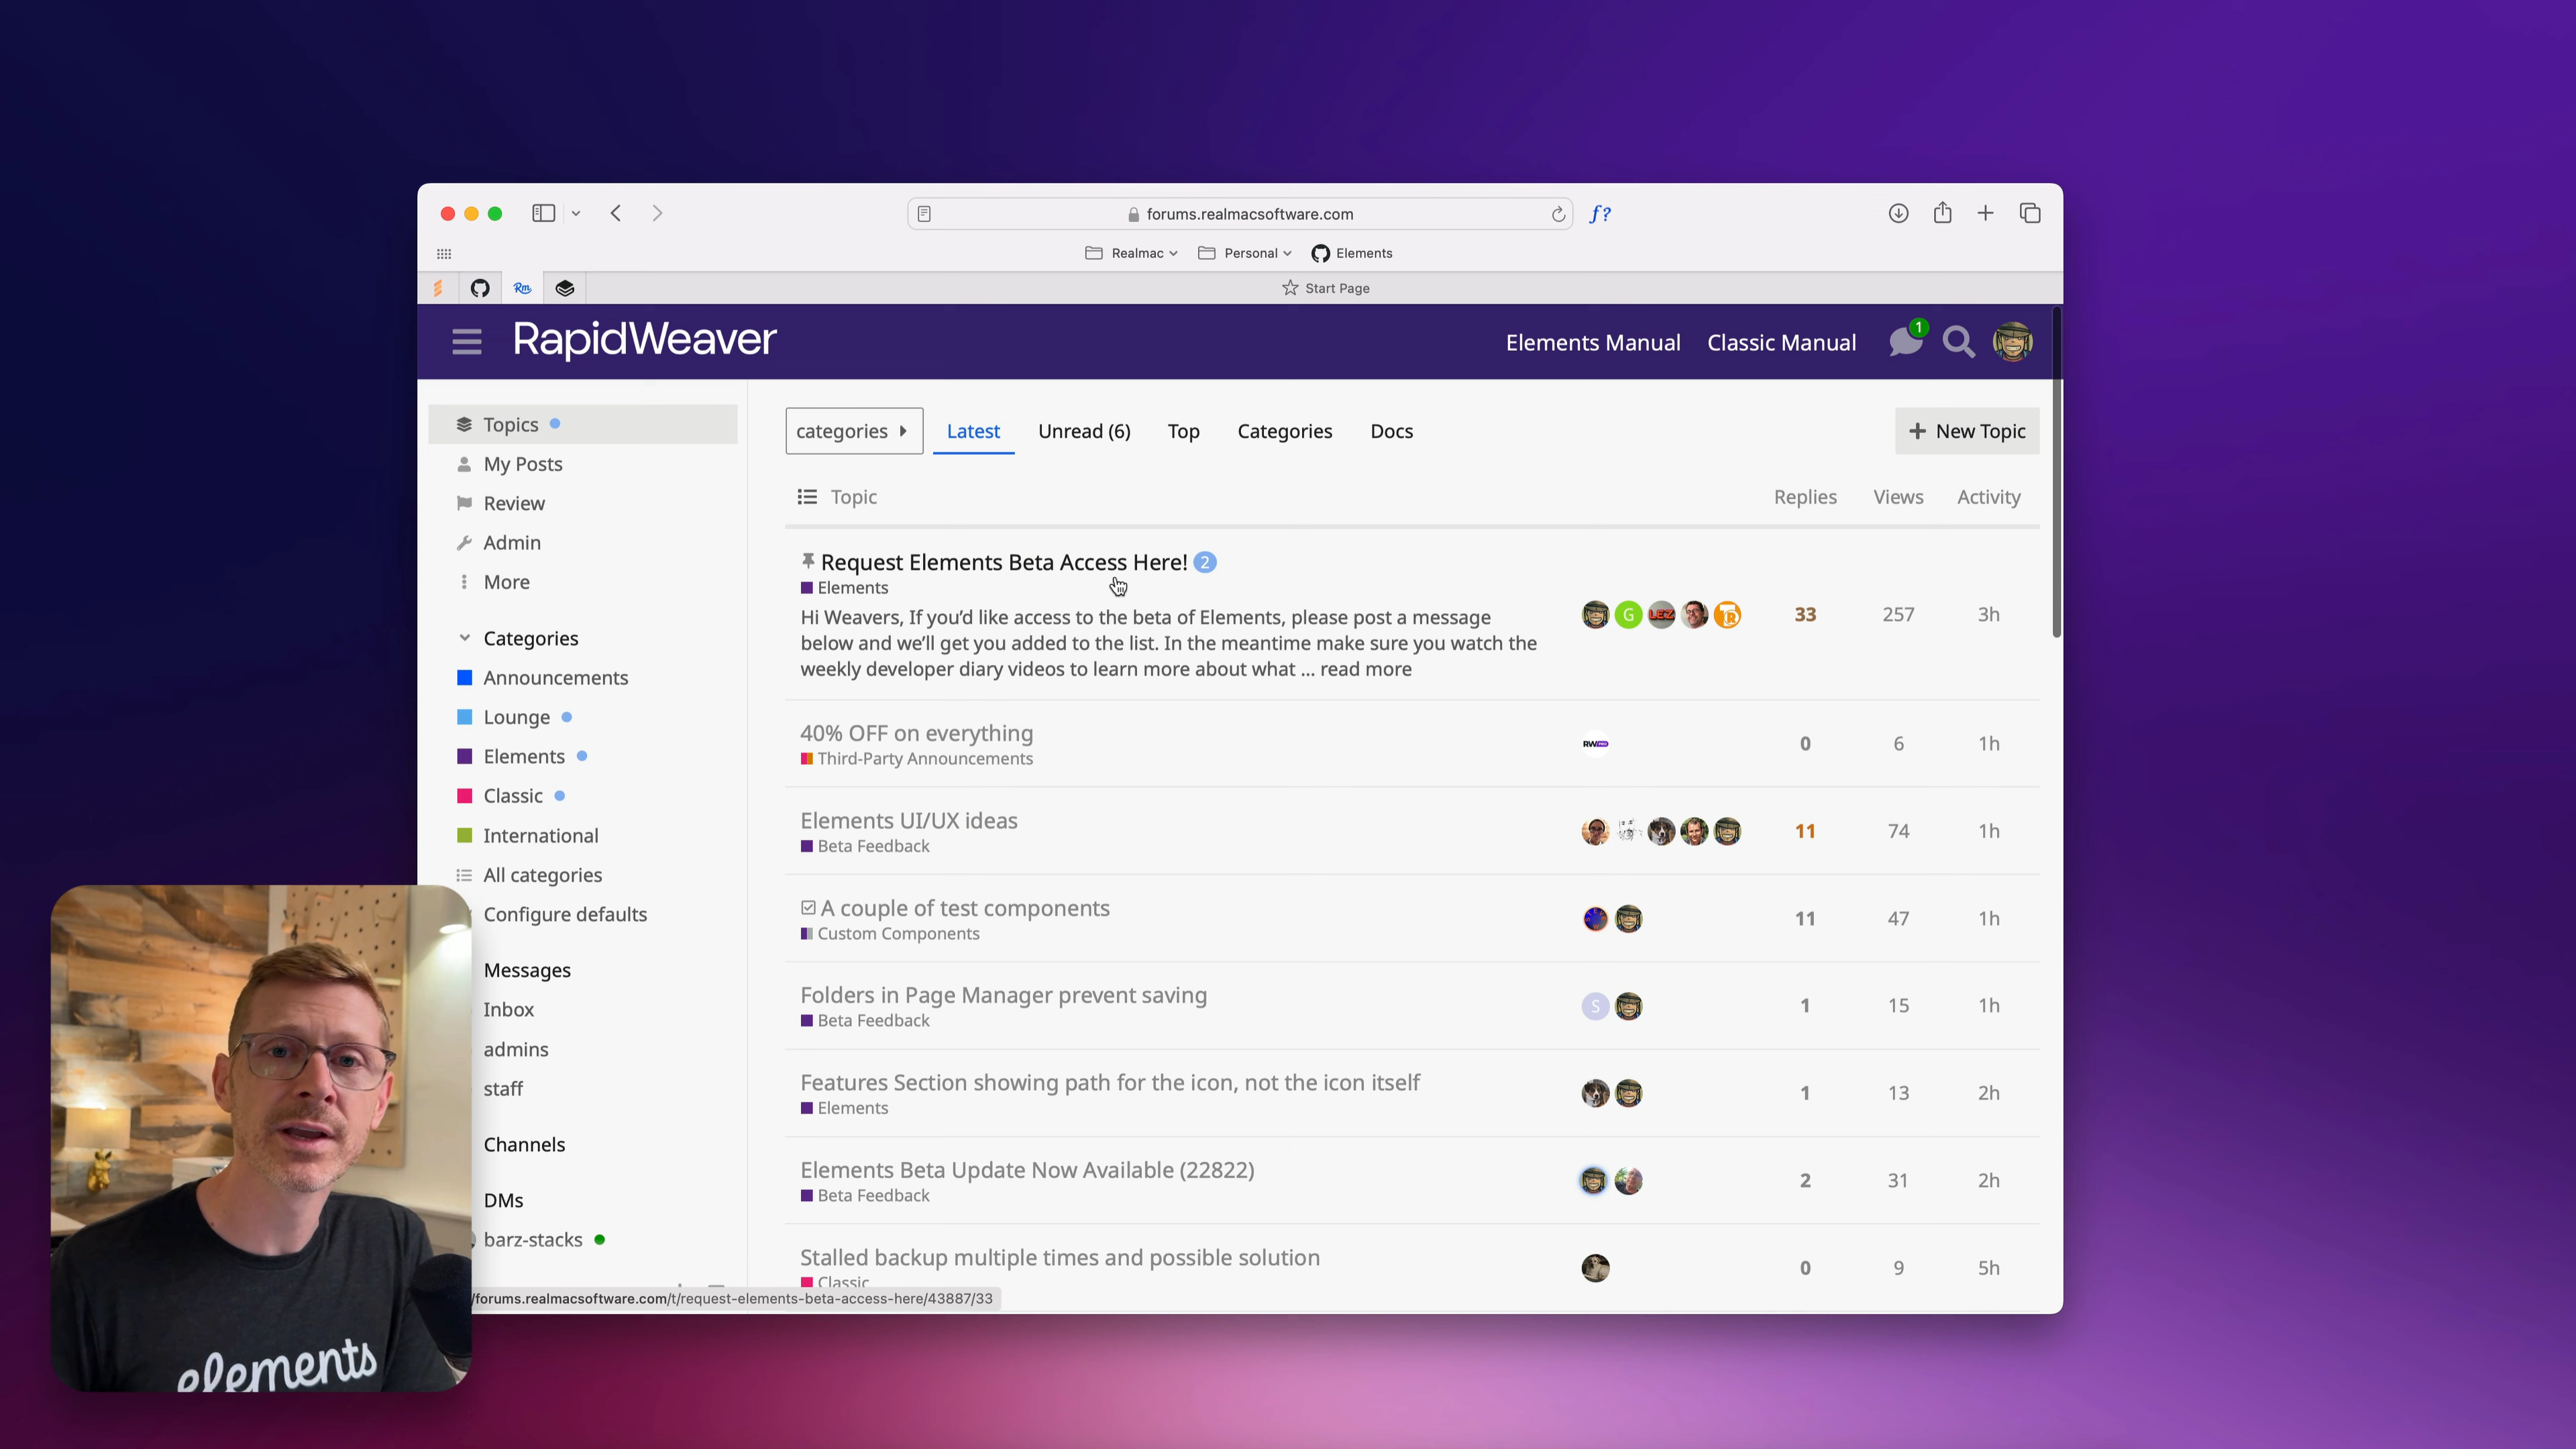 forums.realmacsoftware.com
f?
Realmac
Personal
Elements
Rm
Start Page
RapidWeaver
Elements Manual
Classic Manual
1
Topics
My Posts
Review
Admin
More
Categories
Announcements
Lounge
Elements
Classic
International
All categories
Configure defaults
Messages
Inbox
admins
staff
Channels
DMs
barz-stacks
categories
Latest
Unread (6)
Top
Categories
Docs
New Topic
Topic
Replies
Views
Activity
Request Elements Beta Access Here! 2
Elements
Hi Weavers, If you’d like access to the beta of Elements, please post a message
below and we’ll get you added to the list. In the meantime make sure you watch the
weekly developer diary videos to learn more about what ... read more
G
LEZ
R
33
257
3h
40% OFF on everything
Third-Party Announcements
RW
0
6
1h
Elements UI/UX ideas
Beta Feedback
11
74
1h
A couple of test components
Custom Components
11
47
1h
Folders in Page Manager prevent saving
Beta Feedback
S
1
15
1h
Features Section showing path for the icon, not the icon itself
Elements
1
13
2h
Elements Beta Update Now Available (22822)
Beta Feedback
2
31
2h
Stalled backup multiple times and possible solution
Classic
0
9
5h
/forums.realmacsoftware.com/t/request-elements-beta-access-here/43887/33
elements